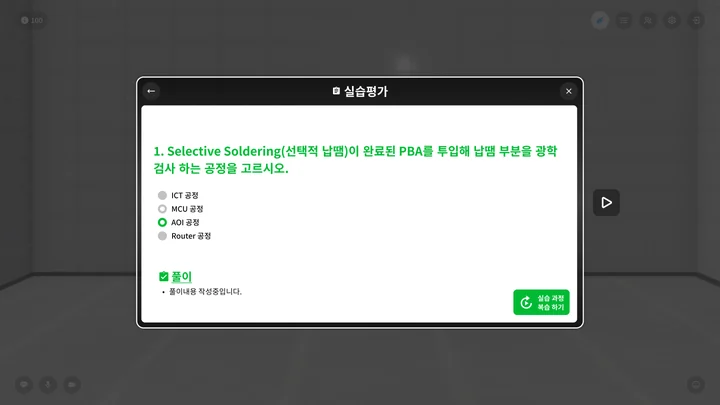 100
실습평가
1. Selective Soldering(선택적 납땜)이 완료된 PBA를 투입해 납땜 부분을 광학
검사 하는 공정을 고르시오.
ICT 공정
MCU 공정
AOI 공정
Router 공정
풀이
• 풀이내용 작성중입니다.
실습 과정
복습 하기